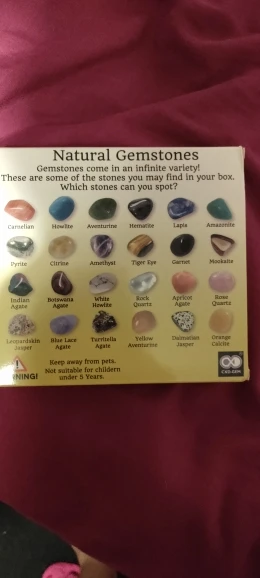 Natural Gemstones
Gemstones come in an infinite variety!
These are some of the stones you may find in your box.
Which stones can you spot?
Carnelian Howlite Aventurine Hematite Lapis Amazonite
Pyrite Citrine Amethyst Tiger Eye Garnet Mookaite
Indian Agate Botswana Agate White Howlite Rock Quartz Apricot Agate Rose Quartz
Leopardskin Jasper Blue Lace Agate Turritella Agate Yellow Aventurine Dalmatian Jasper Orange Calcite
NING!
Keep away from pets.
Not suitable for childern
under 5 Years.